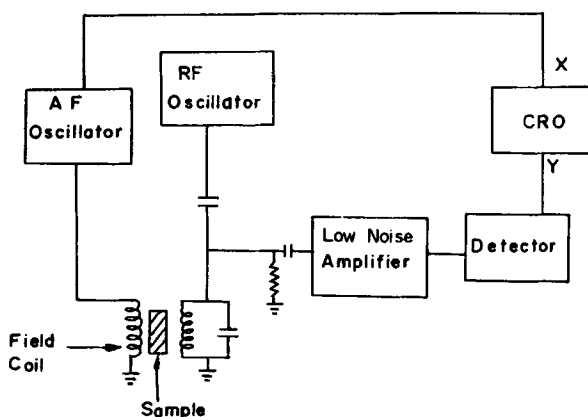 A F
Oscillator
RF
Oscillator
X
CRO
Y
Low Noise
Amplifier
Detector
Field
Coil
Sample